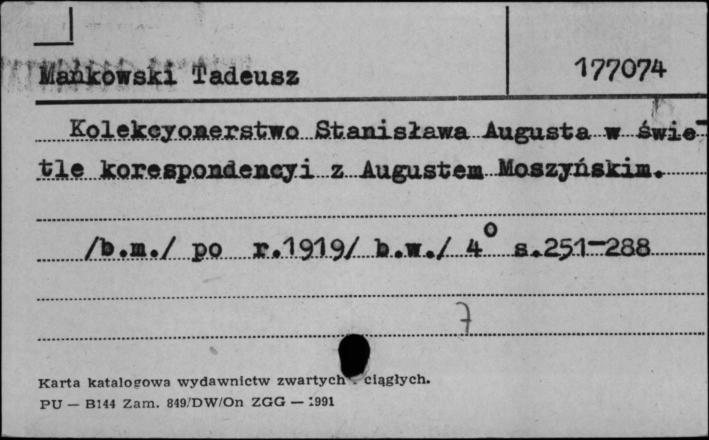 Mańkowski Tadeusz
177074
Kolekcyonerstwo Stanisława Augusta w świe-
tle korespondencyi z Augustem Moszyńskim.
/b.m./ po r.1919/ b.w./ 4° s.251-288
7
Karta katalogowa wydawnictw zwartych ciągłych.
PU — B144 Zam. 849/DW/On ZGG — 1991